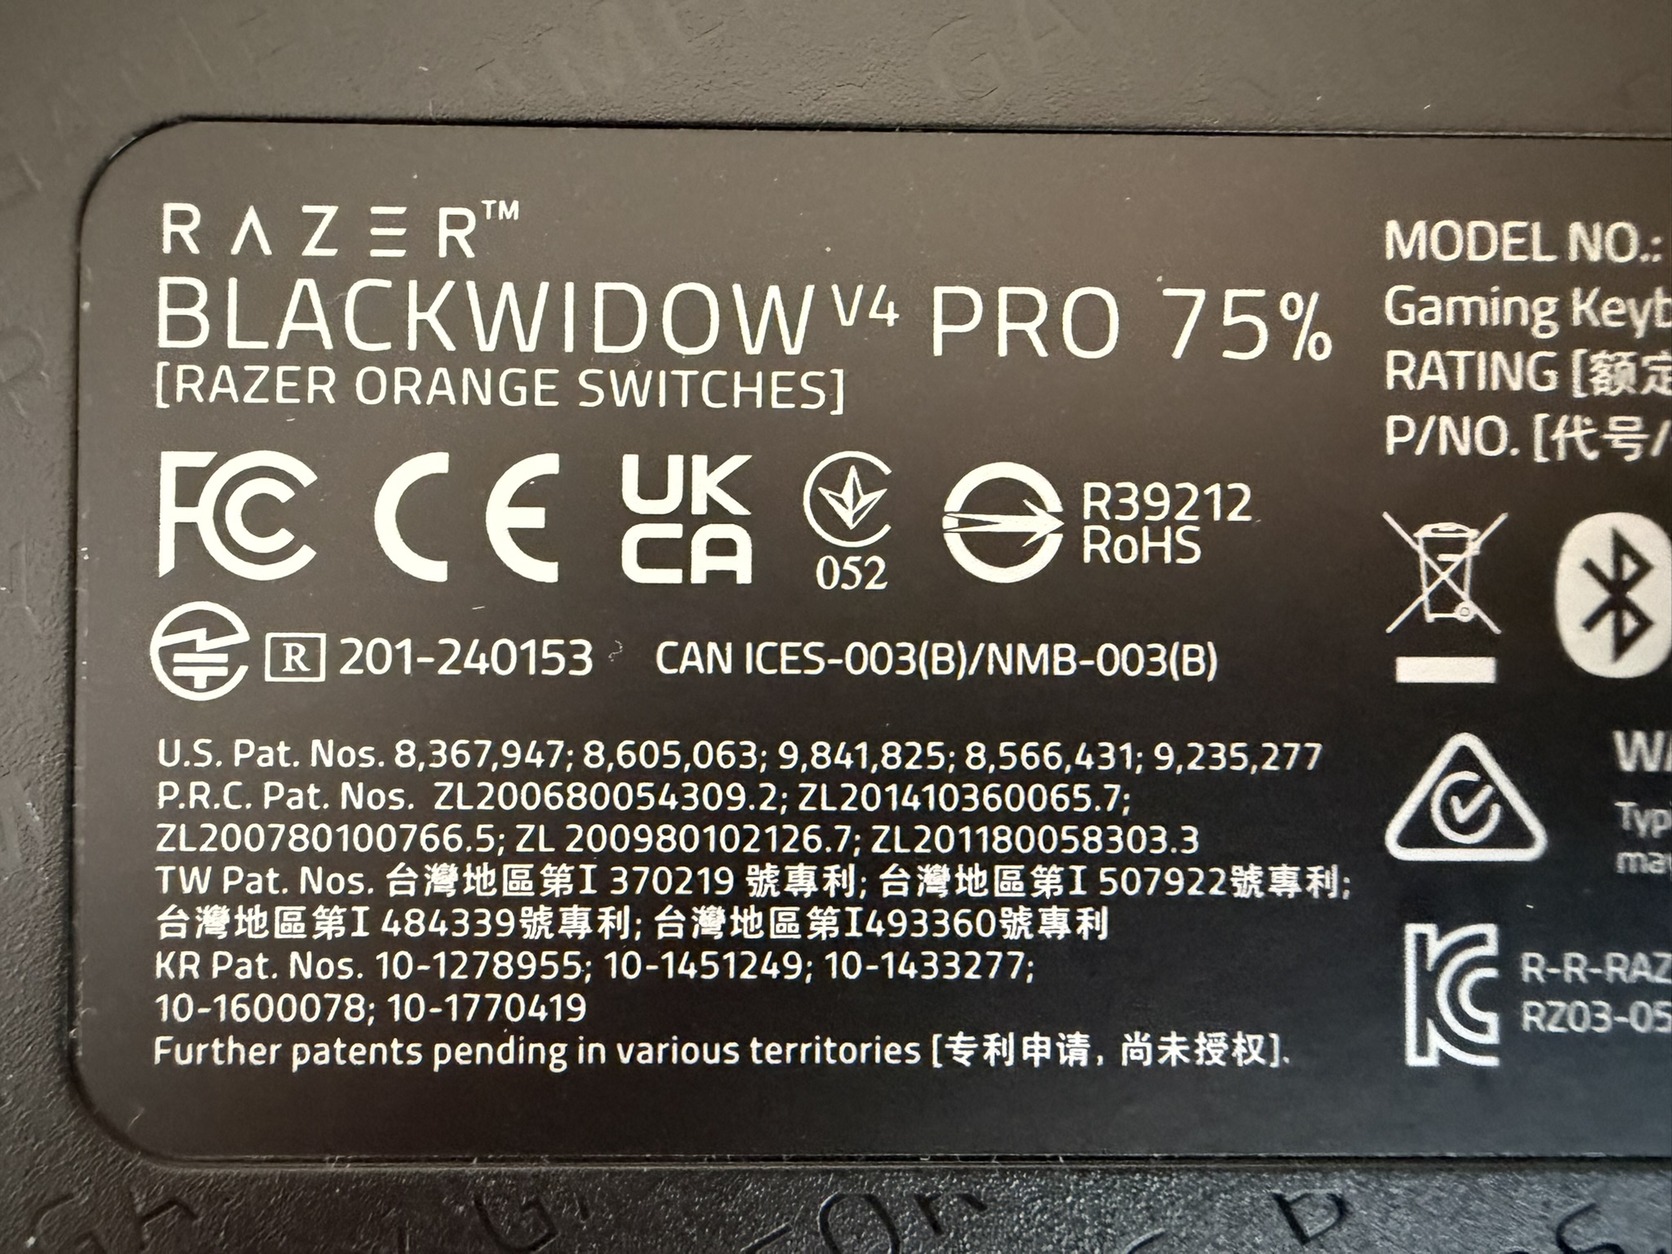 RAZER™
BLACKWIDOW V4 PRO 75%
[RAZER ORANGE SWITCHES]
FC CE UK CA 052 R39212 RoHS
R 201-240153 CAN ICES-003(B)/NMB-003(B)
U.S. Pat. Nos. 8,367,947; 8,605,063; 9,841,825; 8,566,431; 9,235,277
P.R.C. Pat. Nos. ZL200680054309.2; ZL201410360065.7;
ZL200780100766.5; ZL 200980102126.7; ZL201180058303.3
TW Pat. Nos. 台灣地區第I 370219 號專利; 台灣地區第I 507922號專利;
台灣地區第I 484339號專利; 台灣地區第I493360號專利
KR Pat. Nos. 10-1278955; 10-1451249; 10-1433277;
10-1600078; 10-1770419
Further patents pending in various territories [专利申请, 尚未授权].
MODEL NO.:
Gaming
RATING [额定
P/NO. [代号/
R-R-RAZ
RZ03-05